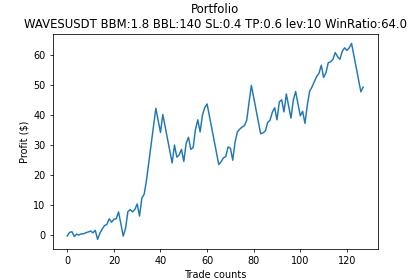 Portfolio
WAVESUSDT BBM:1.8 BBL:140 SL:0.4 TP:0.6 lev:10 WinRatio:64.0
60
50
40
30
20
10
0
Profit ($)
0 20 40 60 80 100 120
Trade counts